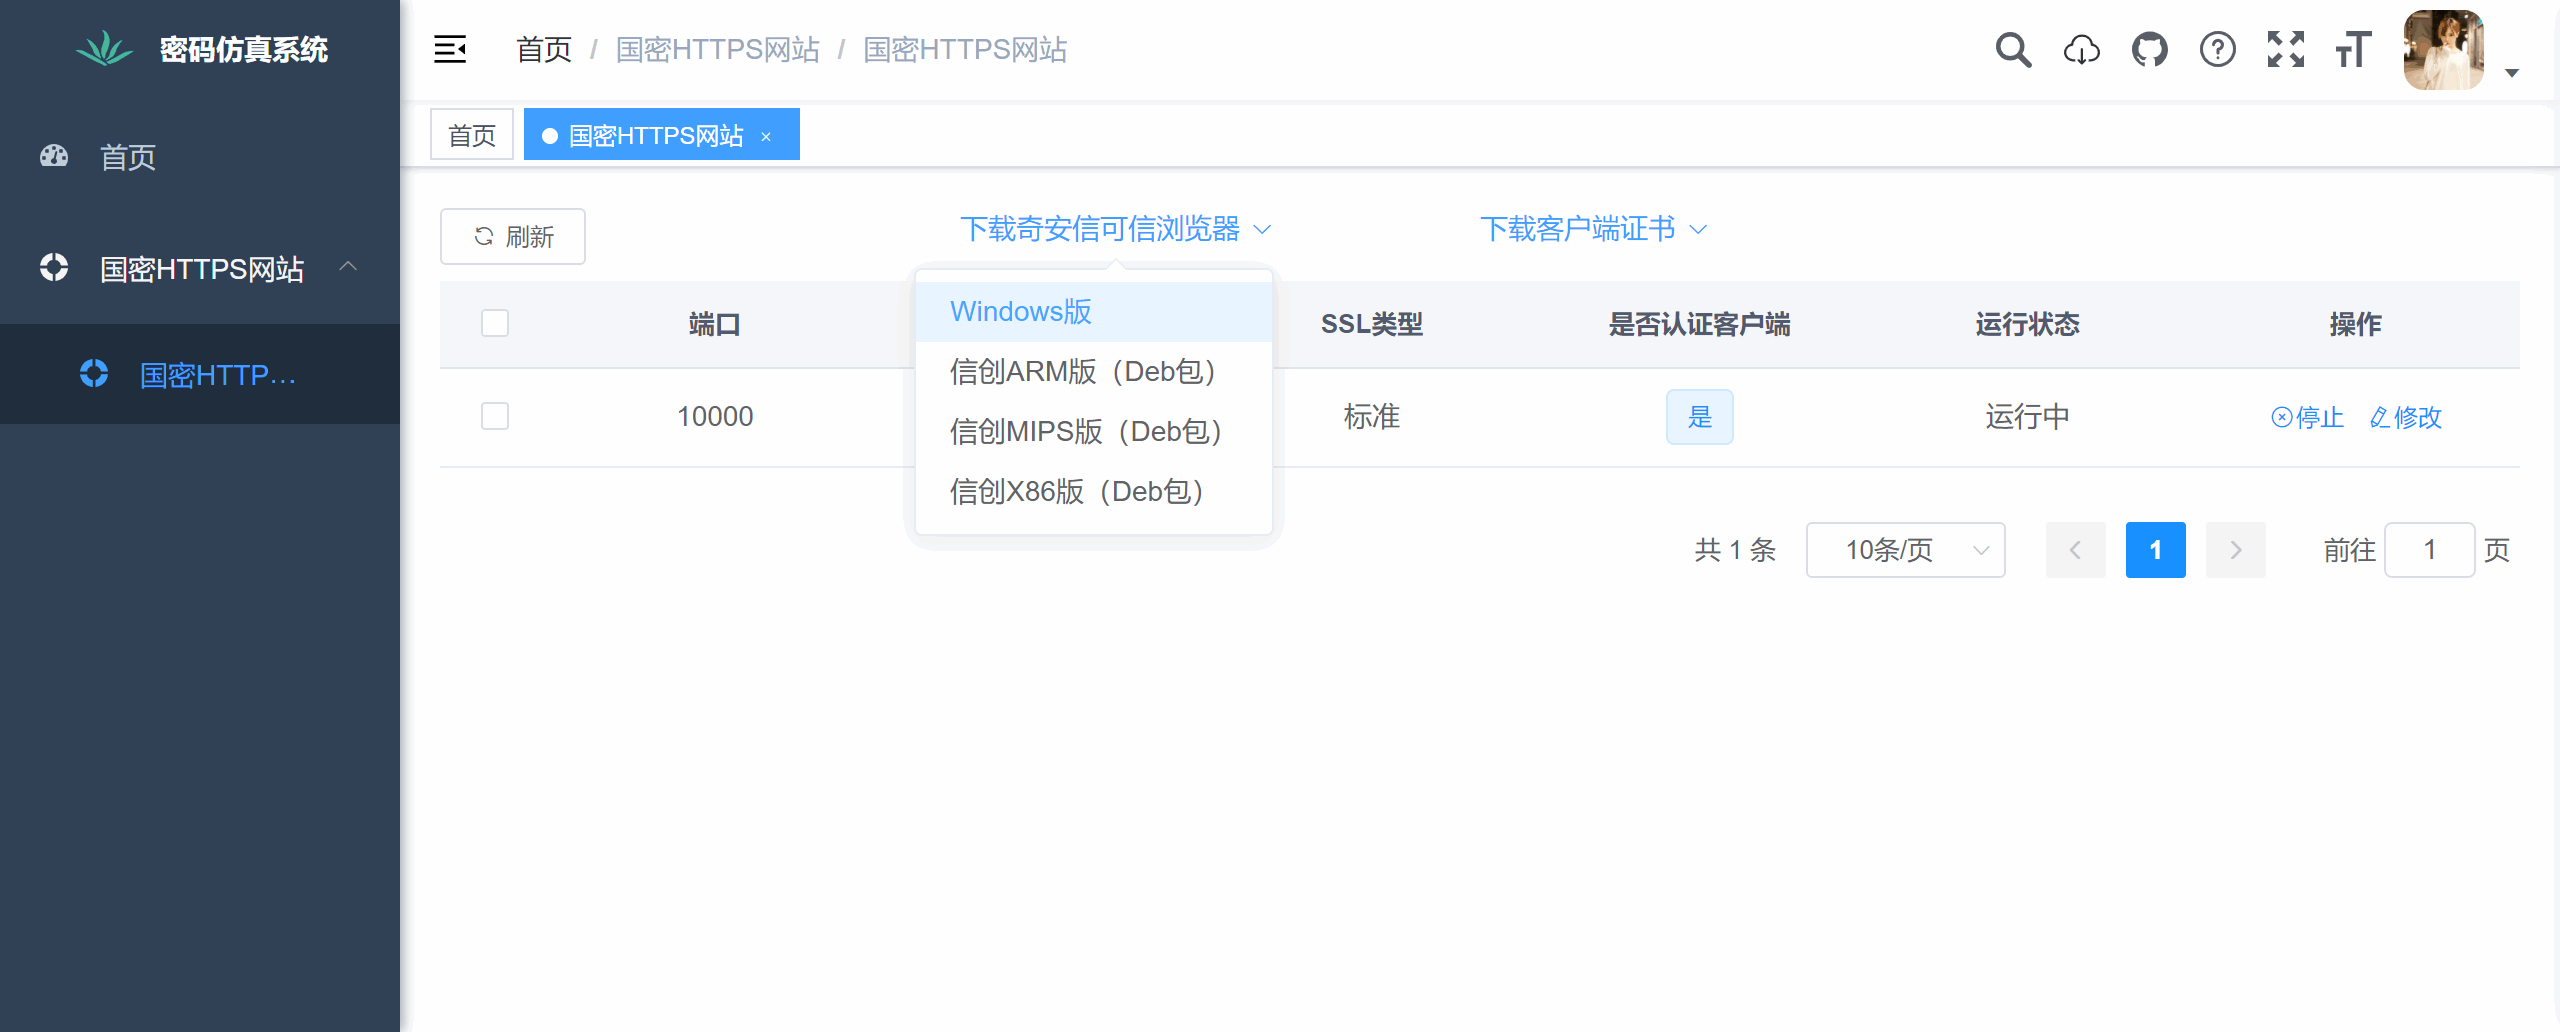 密码仿真系统
首页
国密HTTPS网站
国密HTTP...
首页 / 国密HTTPS网站 / 国密HTTPS网站
首页
国密HTTPS网站 ×
刷新
下载奇安信可信浏览器
下载客户端证书
Windows版
信创ARM版（Deb包）
信创MIPS版（Deb包）
信创X86版（Deb包）
端口 SSL类型 是否认证客户端 运行状态 操作
10000 标准 是 运行中 停止 修改
共 1 条 10条/页 1 前往 1 页